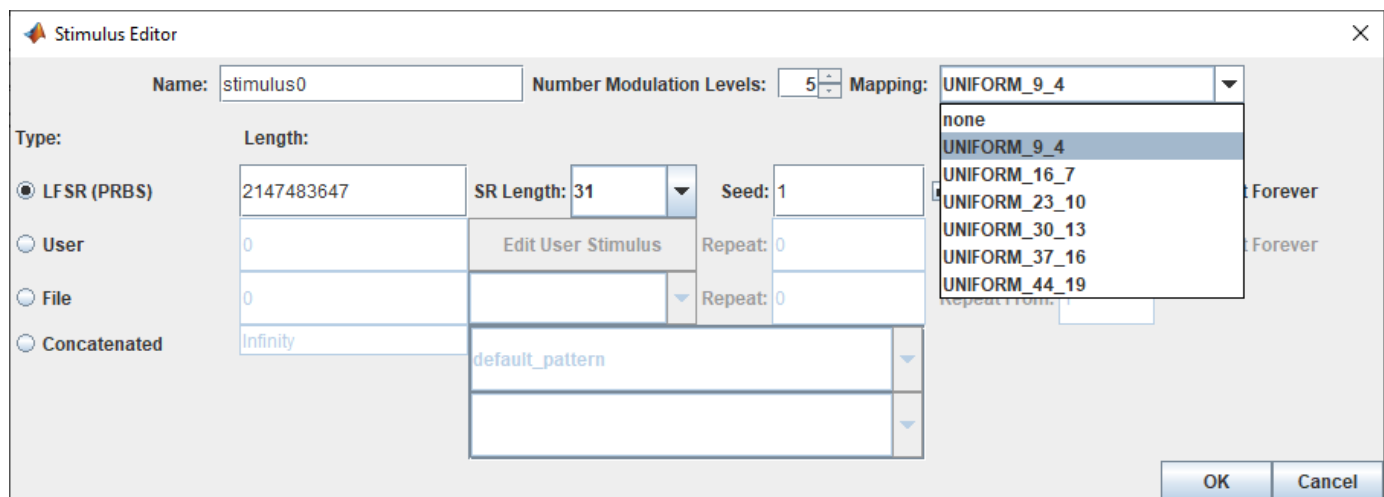 Stimulus Editor
Name: stimulus0 Number Modulation Levels: 5 Mapping: UNIFORM_9_4
none
Type: Length:
UNIFORM_9_4
UNIFORM_16_7
LFSR (PRBS) 2147483647 SR Length: 31 Seed: 1 Forever
UNIFORM_23_10
UNIFORM_30_13
User 0 Edit User Stimulus Repeat: 0 Forever
UNIFORM_37_16
UNIFORM_44_19
File 0 Repeat: 0 Repeat From:
Concatenated Infinity
default_pattern
OK Cancel